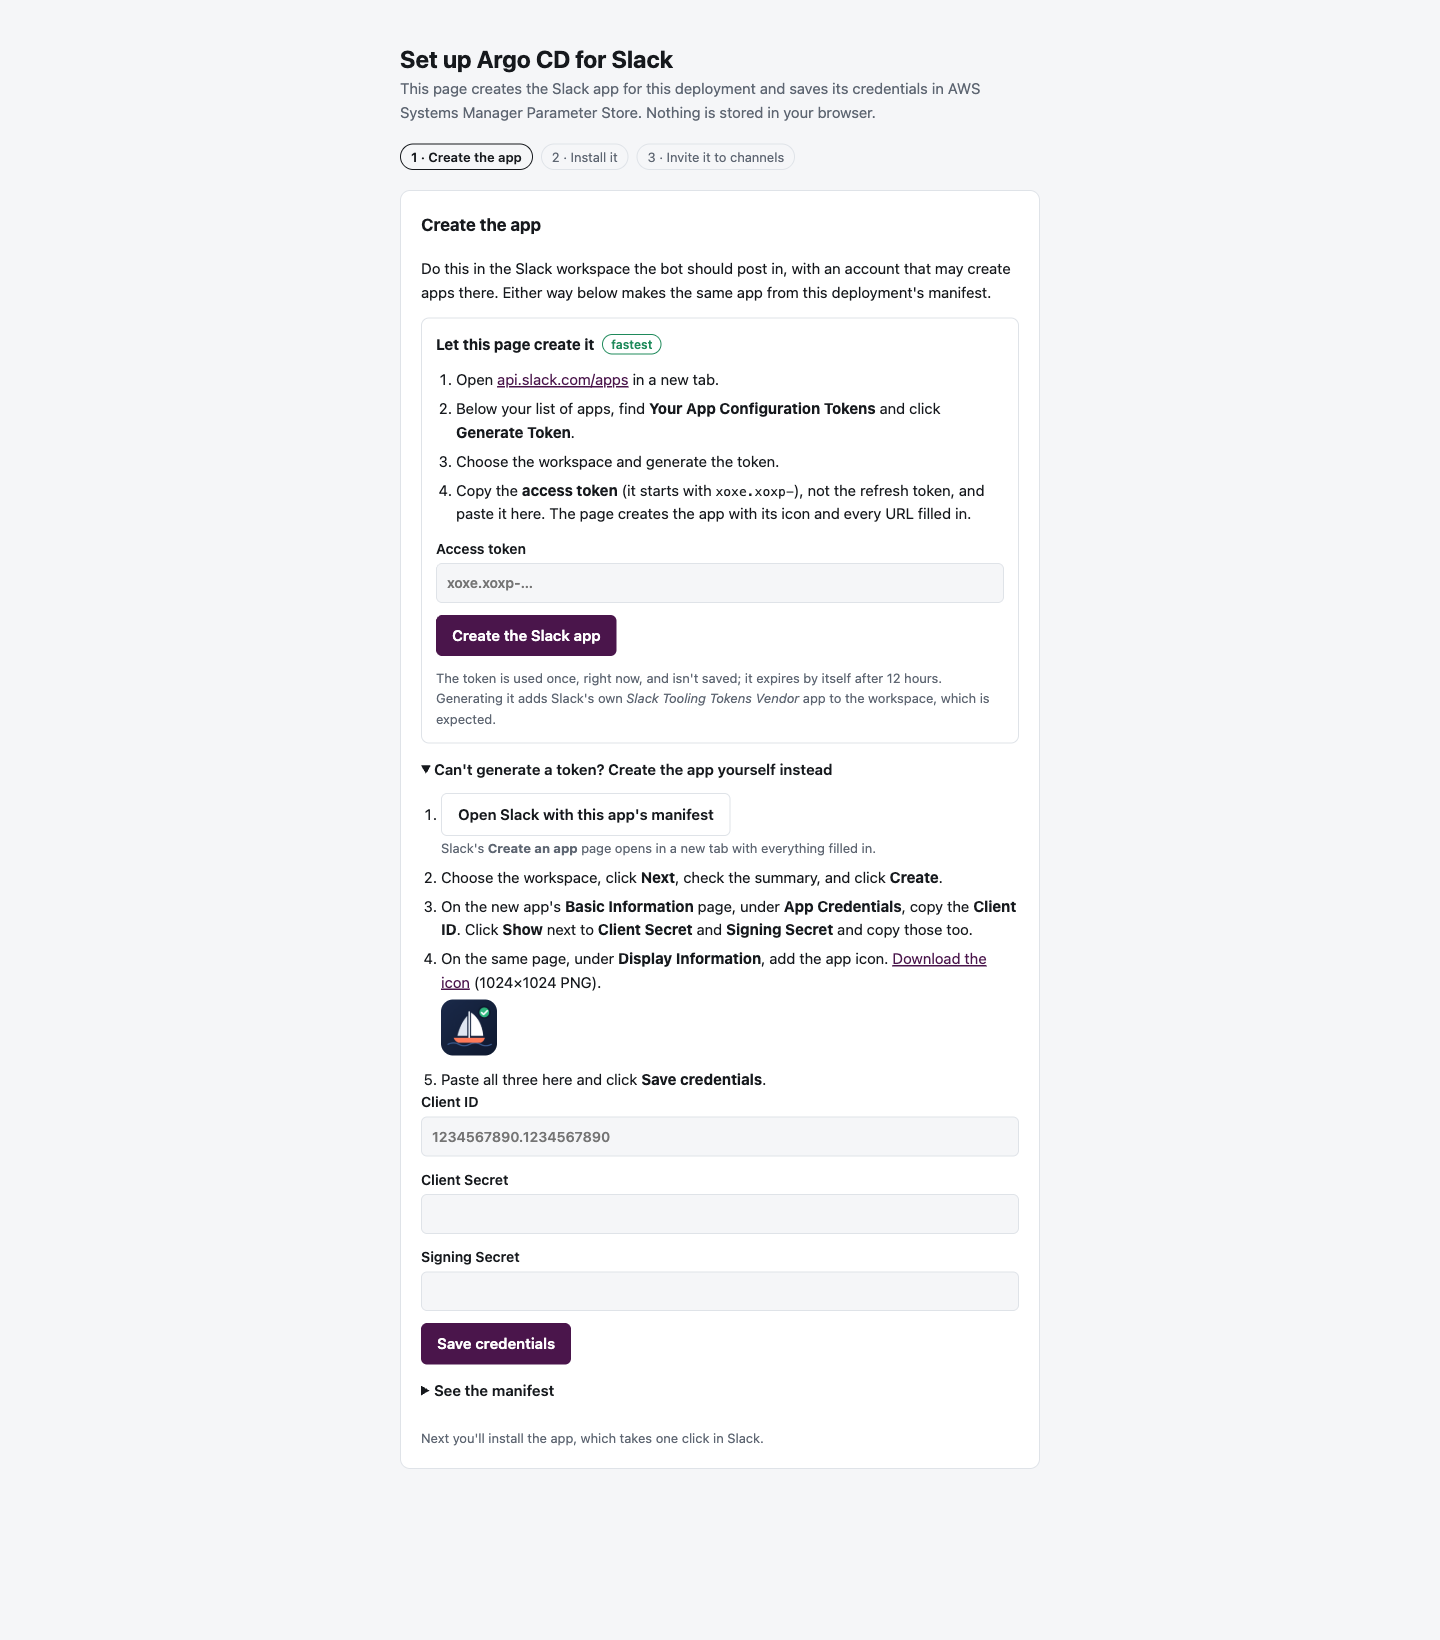 Set up Argo CD for Slack
This page creates the Slack app for this deployment and saves its credentials in AWS
Systems Manager Parameter Store. Nothing is stored in your browser.
1 · Create the app
2 · Install it
3 · Invite it to channels
Create the app
Do this in the Slack workspace the bot should post in, with an account that may create
apps there. Either way below makes the same app from this deployment's manifest.
Let this page create it fastest
1. Open api.slack.com/apps in a new tab.
2. Below your list of apps, find Your App Configuration Tokens and click
Generate Token.
3. Choose the workspace and generate the token.
4. Copy the access token (it starts with xoxe.xoxp-), not the refresh token, and
paste it here. The page creates the app with its icon and every URL filled in.
Access token
xoxe.xoxp-...
Create the Slack app
The token is used once, right now, and isn't saved; it expires by itself after 12 hours.
Generating it adds Slack's own Slack Tooling Tokens Vendor app to the workspace, which is
expected.
▼ Can't generate a token? Create the app yourself instead
1. Open Slack with this app's manifest
Slack's Create an app page opens in a new tab with everything filled in.
2. Choose the workspace, click Next, check the summary, and click Create.
3. On the new app's Basic Information page, under App Credentials, copy the Client
ID. Click Show next to Client Secret and Signing Secret and copy those too.
4. On the same page, under Display Information, add the app icon. Download the
icon (1024×1024 PNG).
5. Paste all three here and click Save credentials.
Client ID
1234567890.1234567890
Client Secret
Signing Secret
Save credentials
▶ See the manifest
Next you'll install the app, which takes one click in Slack.